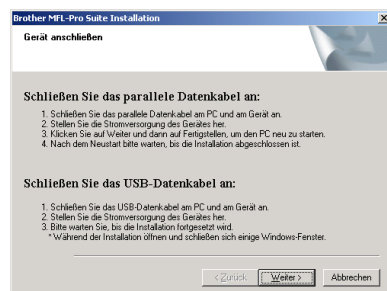 Brother MFL-Pro Suite Installation
Gerät anschließen
Schließen Sie das parallele Datenkabel an:
1. Schließen Sie das parallele Datenkabel am PC und am Gerät an.
2. Stellen Sie die Stromversorgung des Gerätes her.
3. Klicken Sie auf Weiter und dann auf Fertigstellen, um den PC neu zu starten.
4. Nach dem Neustart bitte warten, bis die Installation abgeschlossen ist.
Schließen Sie das USB-Datenkabel an:
1. Schließen Sie das USB-Datenkabel am PC und am Gerät an.
2. Stellen Sie die Stromversorgung des Gerätes her.
3. Bitte warten Sie, bis die Installation fortgesetzt wird.
* Während der Installation öffnen und schließen sich einige Windows-Fenster.
< Zurück Weiter > Abbrechen